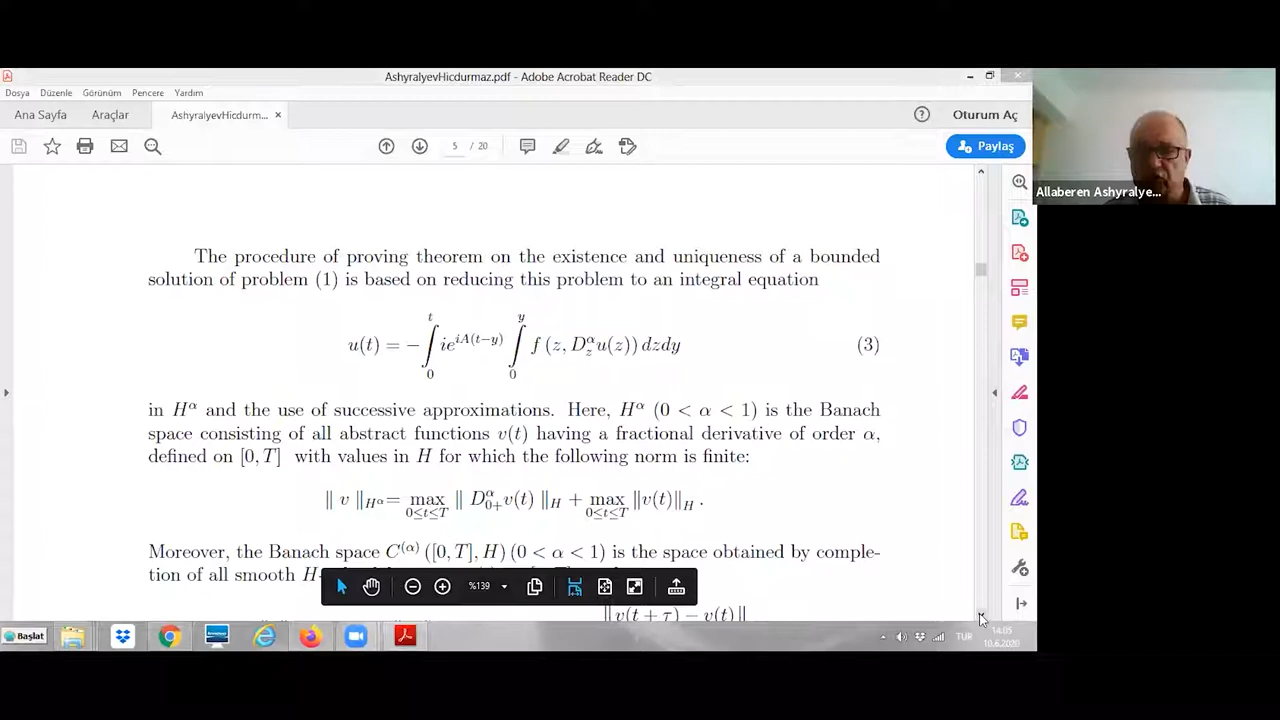 AshyralyevHicdurmaz.pdf - Adobe Acrobat Reader DC
Dosya Düzenle Görünüm Pencere Yardım
Ana Sayfa Araçlar AshyralyevHicdurm... × Oturum Aç
5 / 20 Paylaş
Allaberen Ashyralye...
The procedure of proving theorem on the existence and uniqueness of a bounded
solution of problem (1) is based on reducing this problem to an integral equation
u(t) = −∫₀ᵗ ie^{iA(t−y)} ∫₀ʸ f (z, D_z^α u(z)) dzdy (3)
in H^α and the use of successive approximations. Here, H^α (0 < α < 1) is the Banach
space consisting of all abstract functions v(t) having a fractional derivative of order α,
defined on [0, T] with values in H for which the following norm is finite:
‖ v ‖_{H^α} = max_{0≤t≤T} ‖ D_{0+}^α v(t) ‖_H + max_{0≤t≤T} ‖v(t)‖_H .
Moreover, the Banach space C^{(α)} ([0, T], H) (0 < α < 1) is the space obtained by comple-
tion of all smooth H-
‖v(t + τ) − v(t)‖
%139
Başlat
TUR
14:05
10.6.2020